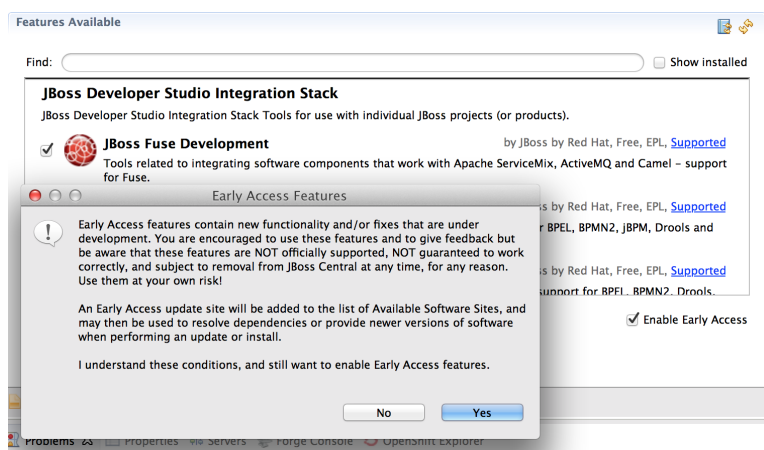 Features Available
Find:
Show installed
JBoss Developer Studio Integration Stack
JBoss Developer Studio Integration Stack Tools for use with individual JBoss projects (or products).
JBoss Fuse Development
by JBoss by Red Hat, Free, EPL, Supported
Tools related to integrating software components that work with Apache ServiceMix, ActiveMQ and Camel – support
for Fuse.
Early Access Features
by Red Hat, Free, EPL, Supported
Early Access features contain new functionality and/or fixes that are under
development. You are encouraged to use these features and to give feedback but
be aware that these features are NOT officially supported, NOT guaranteed to work
correctly, and subject to removal from JBoss Central at any time, for any reason.
Use them at your own risk!
BPEL, BPMN2, jBPM, Drools and
by Red Hat, Free, EPL, Supported
support for BPEL, BPMN2, Drools,
An Early Access update site will be added to the list of Available Software Sites, and
may then be used to resolve dependencies or provide newer versions of software
when performing an update or install.
Enable Early Access
I understand these conditions, and still want to enable Early Access features.
No
Yes
Problems
Properties
Servers
Forge Console
OpenShift Explorer